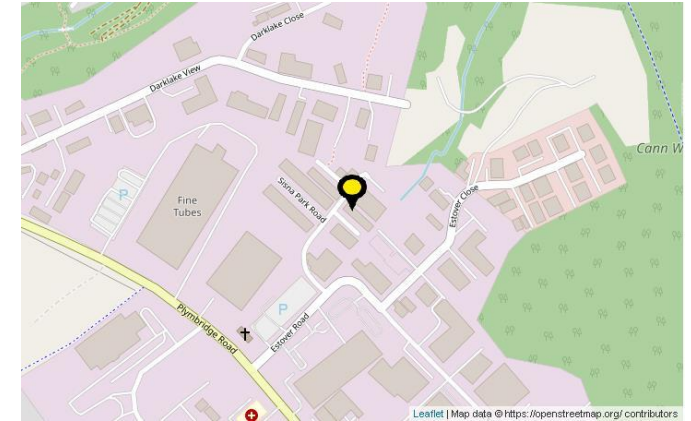 Darklake Close
Darklake View
Cann W
Fine
Tubes
Sisna Park Road
Estover Close
P
P
Plymbridge Road
Estover Road
Leaflet | Map data © https://openstreetmap.org/ contributors